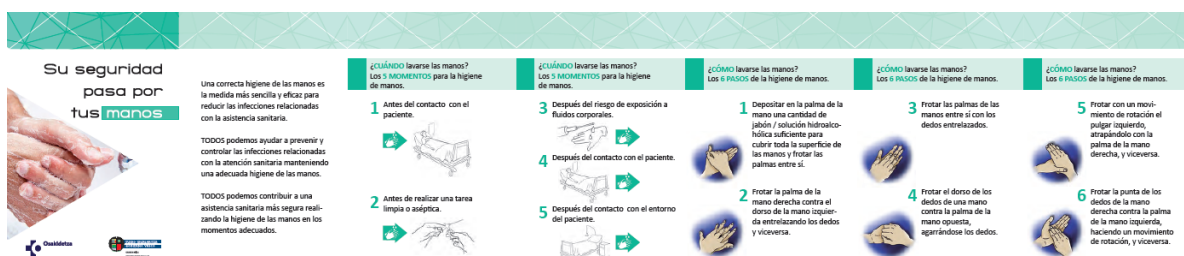 Su seguridad
pasa por
tus manos
Osakidetza
Una correcta higiene de las manos es
la medida más sencilla y eficaz para
reducir las infecciones relacionadas
con la asistencia sanitaria.
TODOS podemos ayudar a prevenir y
controlar las infecciones relacionadas
con la atención sanitaria manteniendo
una adecuada higiene de las manos.
TODOS podemos contribuir a una
asistencia sanitaria más segura reali-
zando la higiene de las manos en los
momentos adecuados.
¿CUÁNDO lavarse las manos?
Los 5 MOMENTOS para la higiene
de manos.
1 Antes del contacto con el
paciente.
2 Antes de realizar una tarea
limpia o aséptica.
¿CUÁNDO lavarse las manos?
Los 5 MOMENTOS para la higiene
de manos.
3 Después del riesgo de exposición a
fluidos corporales.
4 Después del contacto con el paciente.
5 Después del contacto con el entorno
del paciente.
¿CÓMO lavarse las manos?
Los 6 PASOS de la higiene de manos.
1 Depositar en la palma de la
mano una cantidad de
jabón / solución hidroalco-
hólica suficiente para
cubrir toda la superficie de
las manos y frotar las
palmas entre sí.
2 Frotar la palma de la
mano derecha contra el
dorso de la mano izquier-
da entrelazando los dedos
y viceversa.
¿CÓMO lavarse las manos?
Los 6 PASOS de la higiene de manos.
3 Frotar las palmas de las
manos entre sí con los
dedos entrelazados.
4 Frotar el dorso de los
dedos de una mano
contra la palma de la
mano opuesta,
agarrándose los dedos.
¿CÓMO lavarse las manos?
Los 6 PASOS de la higiene de manos.
5 Frotar con un movi-
miento de rotación el
pulgar izquierdo,
atrapándolo con la
palma de la mano
derecha, y viceversa.
6 Frotar la punta de los
dedos de la mano
derecha contra la palma
de la mano izquierda,
haciendo un movimiento
de rotación, y viceversa.